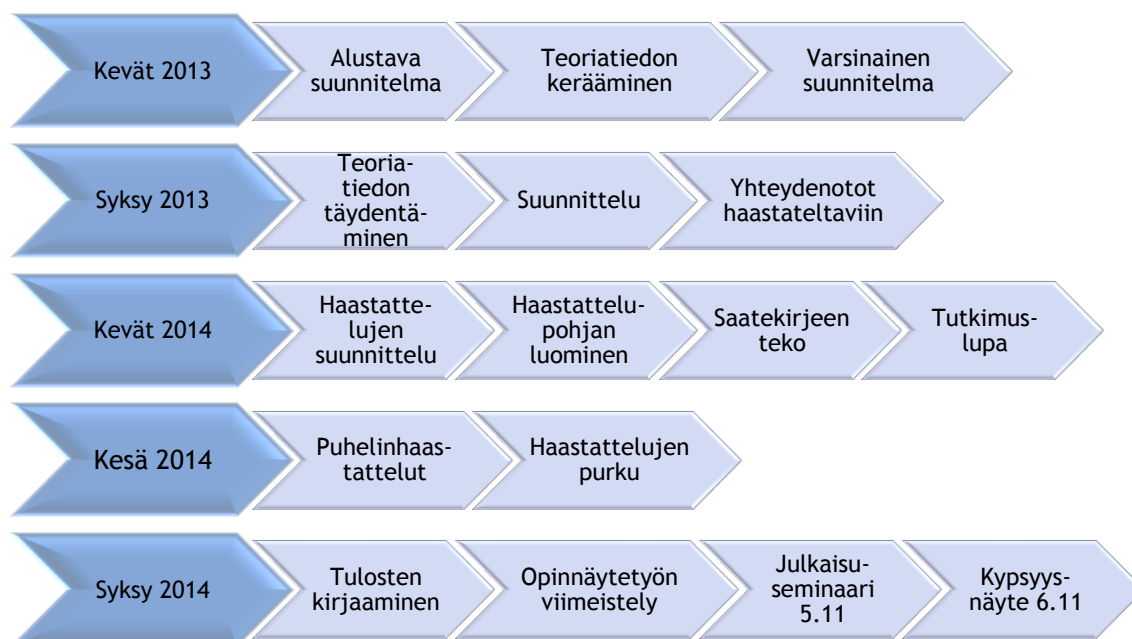 Kevät 2013
Alustava
suunnitelma
Teoriatiedon
kerääminen
Varsinainen
suunnitelma
Syksy 2013
Teoria-
tiedon
täydentä-
minen
Suunnittelu
Yhteydenotot
haastateltaviin
Kevät 2014
Haastatte-
lujen
suunnittelu
Haastattelu-
pohjan
luominen
Saatekirjeen
teko
Tutkimus-
lupa
Kesä 2014
Puhelinhaas-
tattelut
Haastattelujen
purku
Syksy 2014
Tulosten
kirjaaminen
Opinnäytetyön
viimeistely
Julkaisu-
seminaari
5.11
Kypsyys-
näyte 6.11